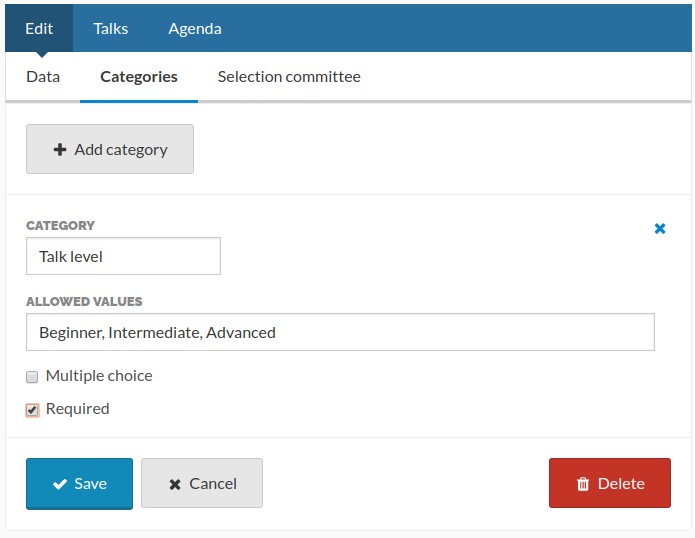 Edit Talks Agenda
Data Categories Selection committee
Add category
CATEGORY
Talk level
ALLOWED VALUES
Beginner, Intermediate, Advanced
Multiple choice
Required
Save Cancel Delete